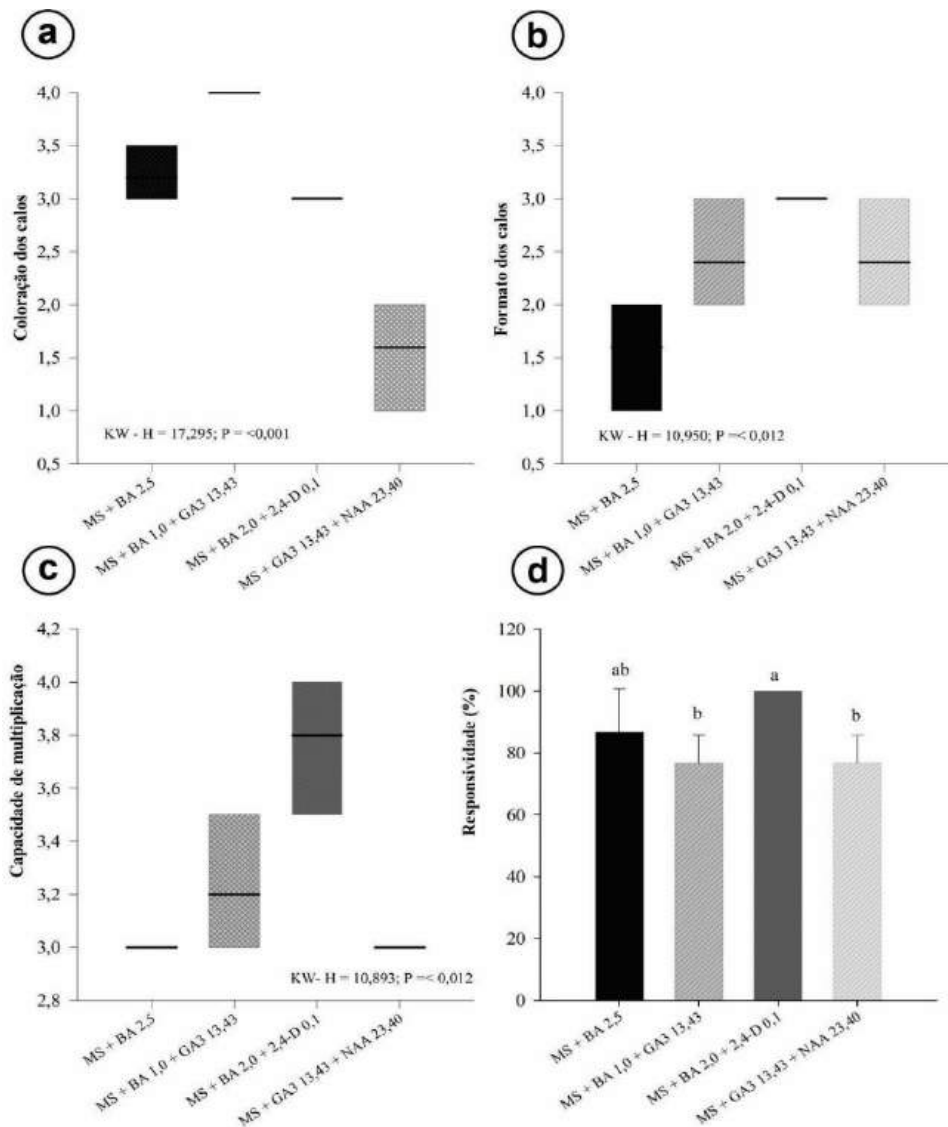 a
Coloração dos calos
4,0
3,5
3,0
2,5
2,0
1,5
1,0
0,5
KW - H = 17,295; P = <0,001
MS + BA 2,5
MS + BA 1,0 + GA3 13,43
MS + BA 2,0 + 2,4-D 0,1
MS + GA3 13,43 + NAA 23,40
b
Formato dos calos
4,0
3,5
3,0
2,5
2,0
1,5
1,0
0,5
KW - H = 10,950; P =< 0,012
MS + BA 2,5
MS + BA 1,0 + GA3 13,43
MS + BA 2,0 + 2,4-D 0,1
MS + GA3 13,43 + NAA 23,40
c
Capacidade de multiplicação
4,2
4,0
3,8
3,6
3,4
3,2
3,0
2,8
KW- H = 10,893; P =< 0,012
MS + BA 2,5
MS + BA 1,0 + GA3 13,43
MS + BA 2,0 + 2,4-D 0,1
MS + GA3 13,43 + NAA 23,40
d
Responsividade (%)
120
100
80
60
40
20
0
ab
b
a
b
MS + BA 2,5
MS + BA 1,0 + GA3 13,43
MS + BA 2,0 + 2,4-D 0,1
MS + GA3 13,43 + NAA 23,40